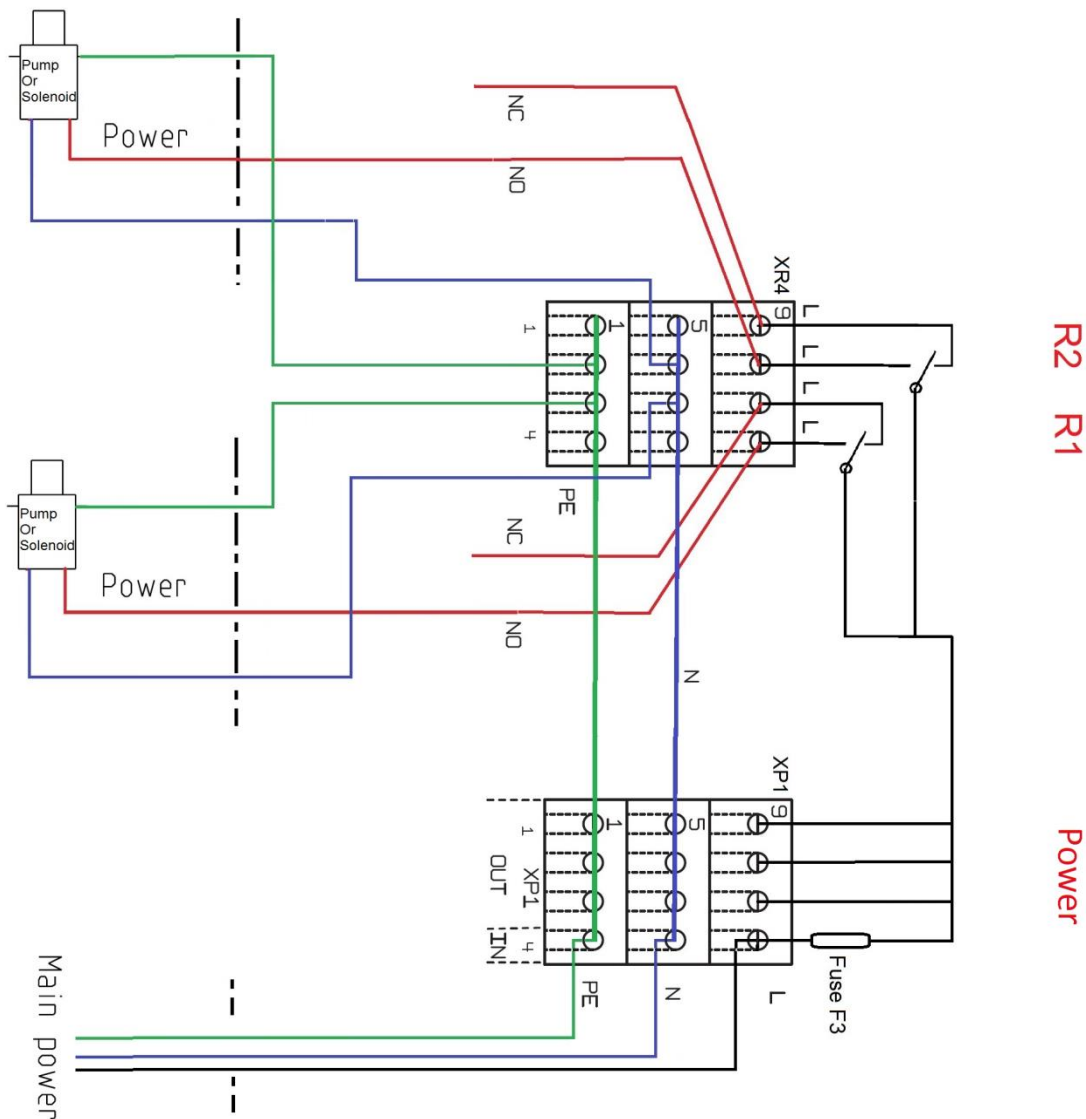 Pump
Or
Solenoid
Power
NC
NO
XR4
9
L
L
L
L
1
1
5
4
PE
R2
R1
Pump
Or
Solenoid
Power
NC
NO
N
XP1
9
1
1
5
OUT
XP1
IN
4
PE
N
L
Fuse F3
Power
Main power